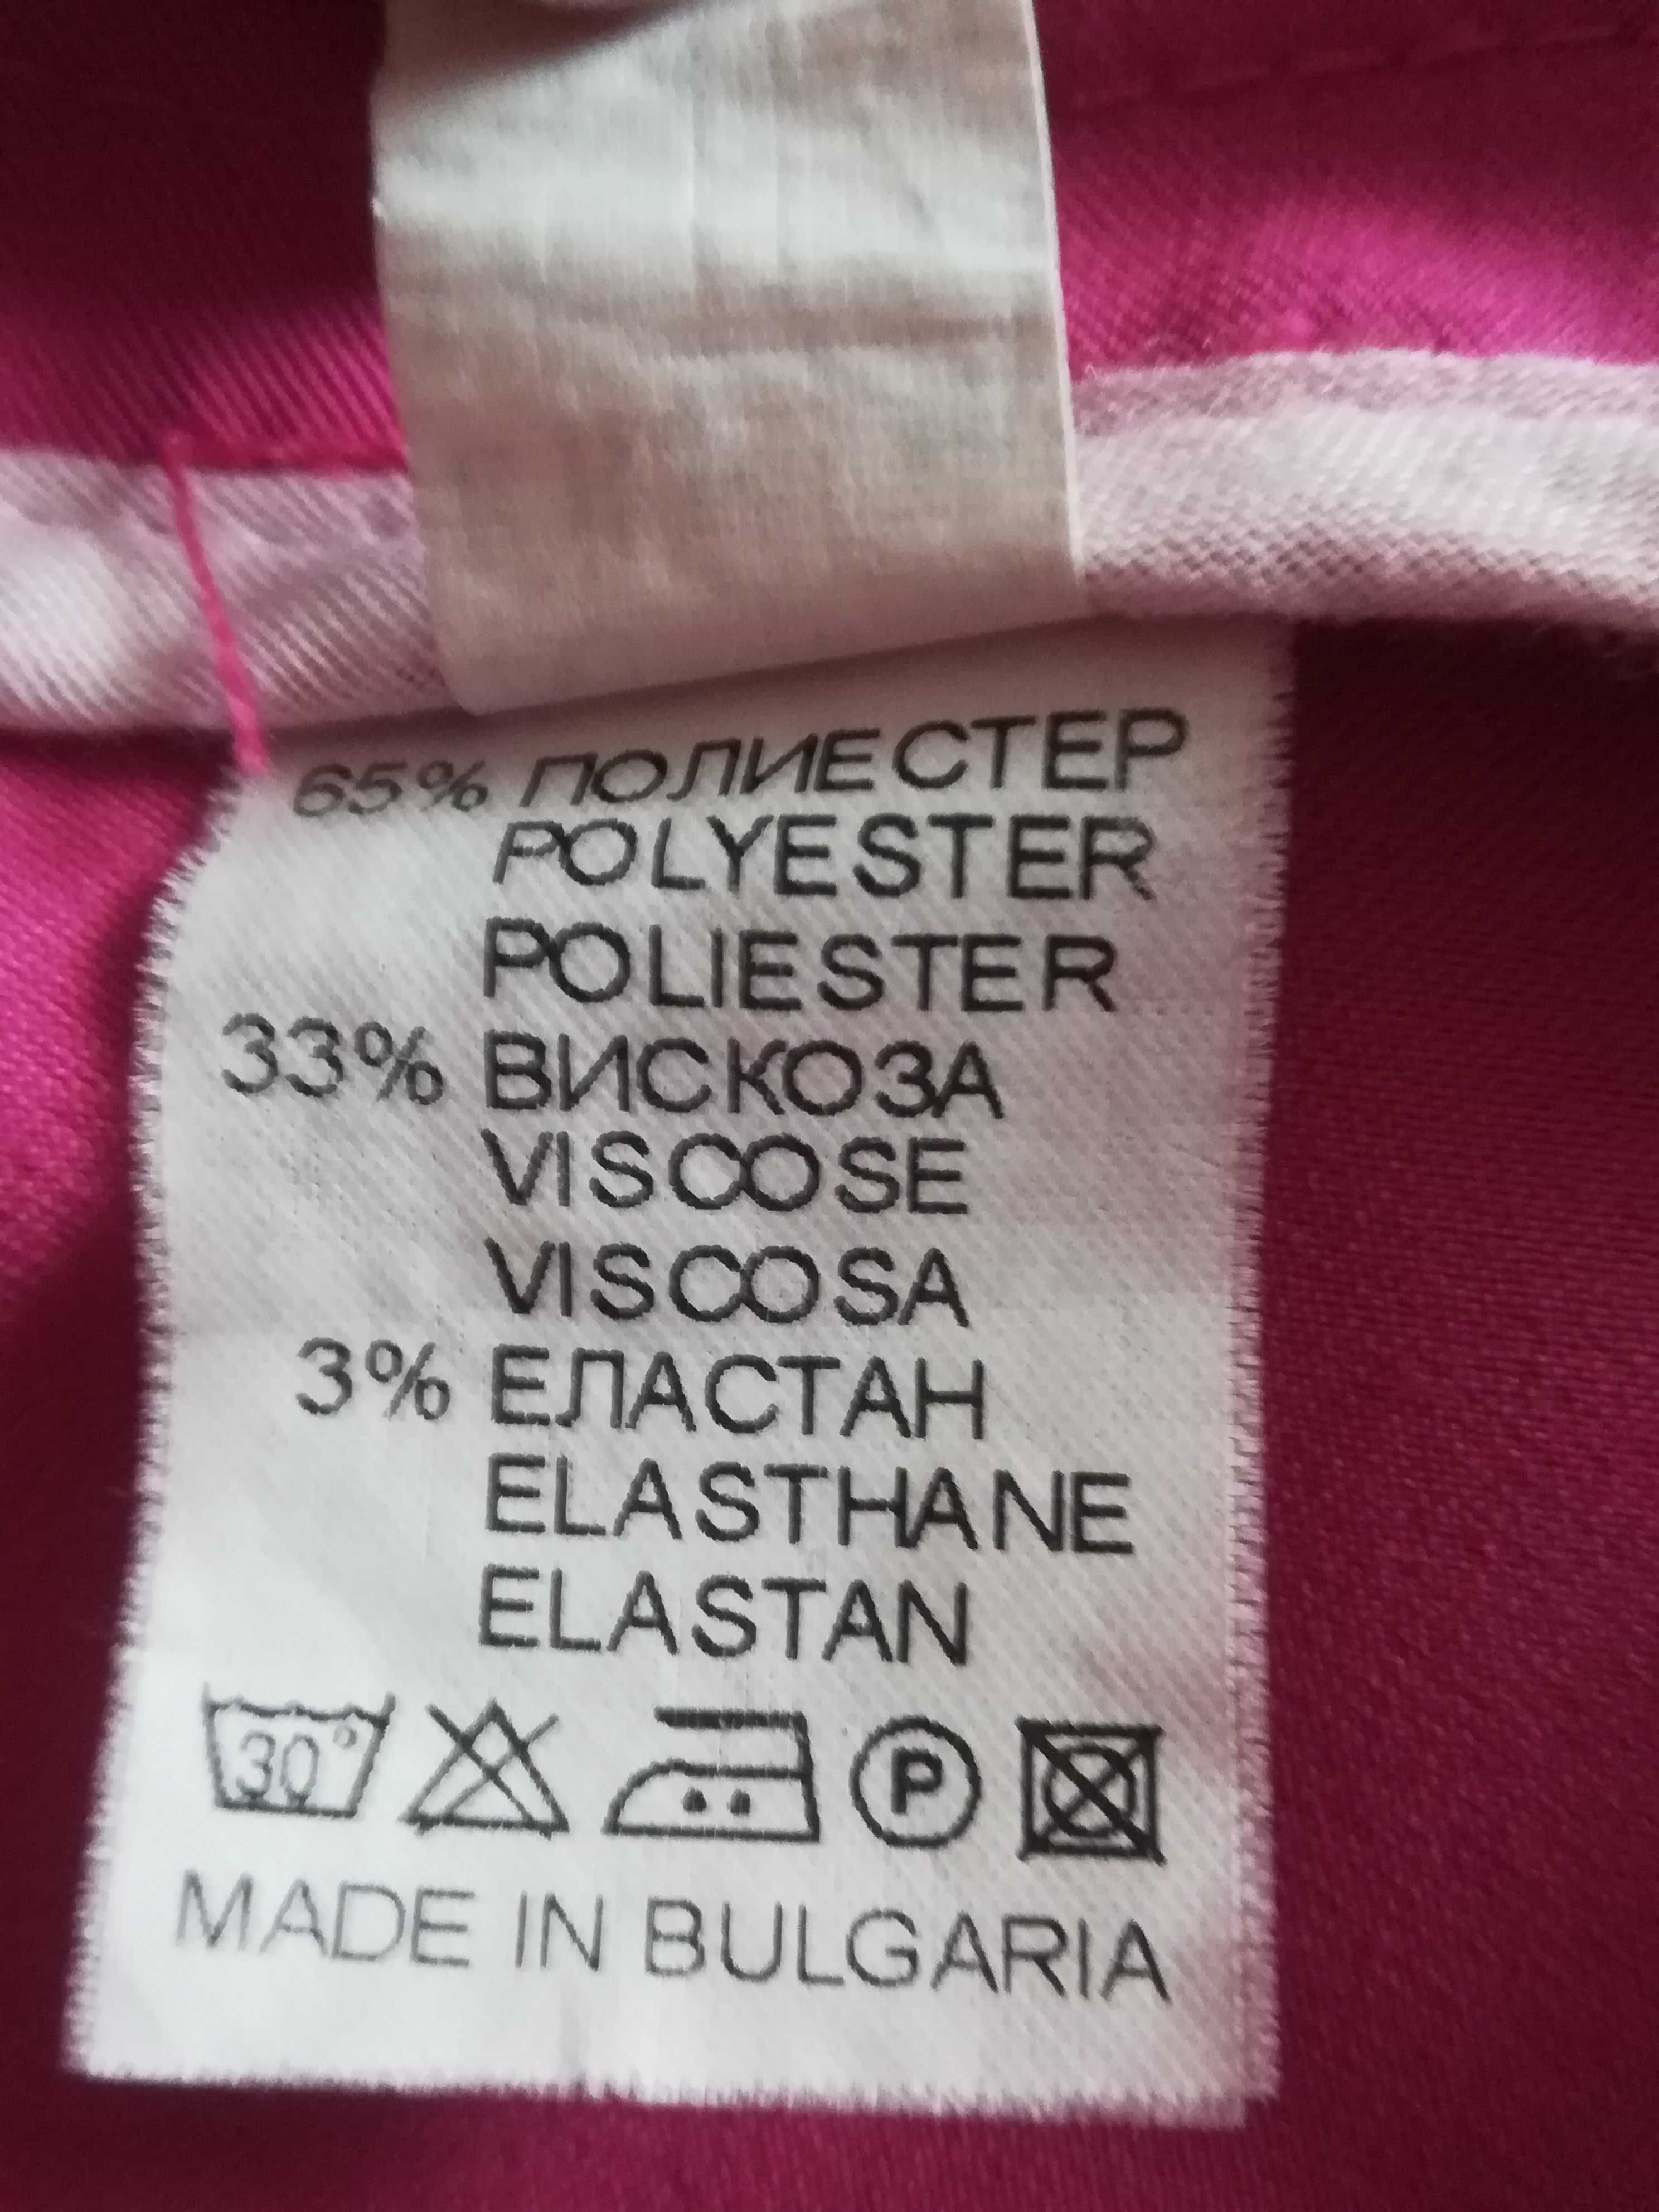 65% ПОЛИЕСТЕР
POLYESTER
POLIESTER
33% ВИСКОЗА
VISCOSE
VISCOSA
3% ЕЛАСТАН
ELASTHANE
ELASTAN
30° P
MADE IN BULGARIA